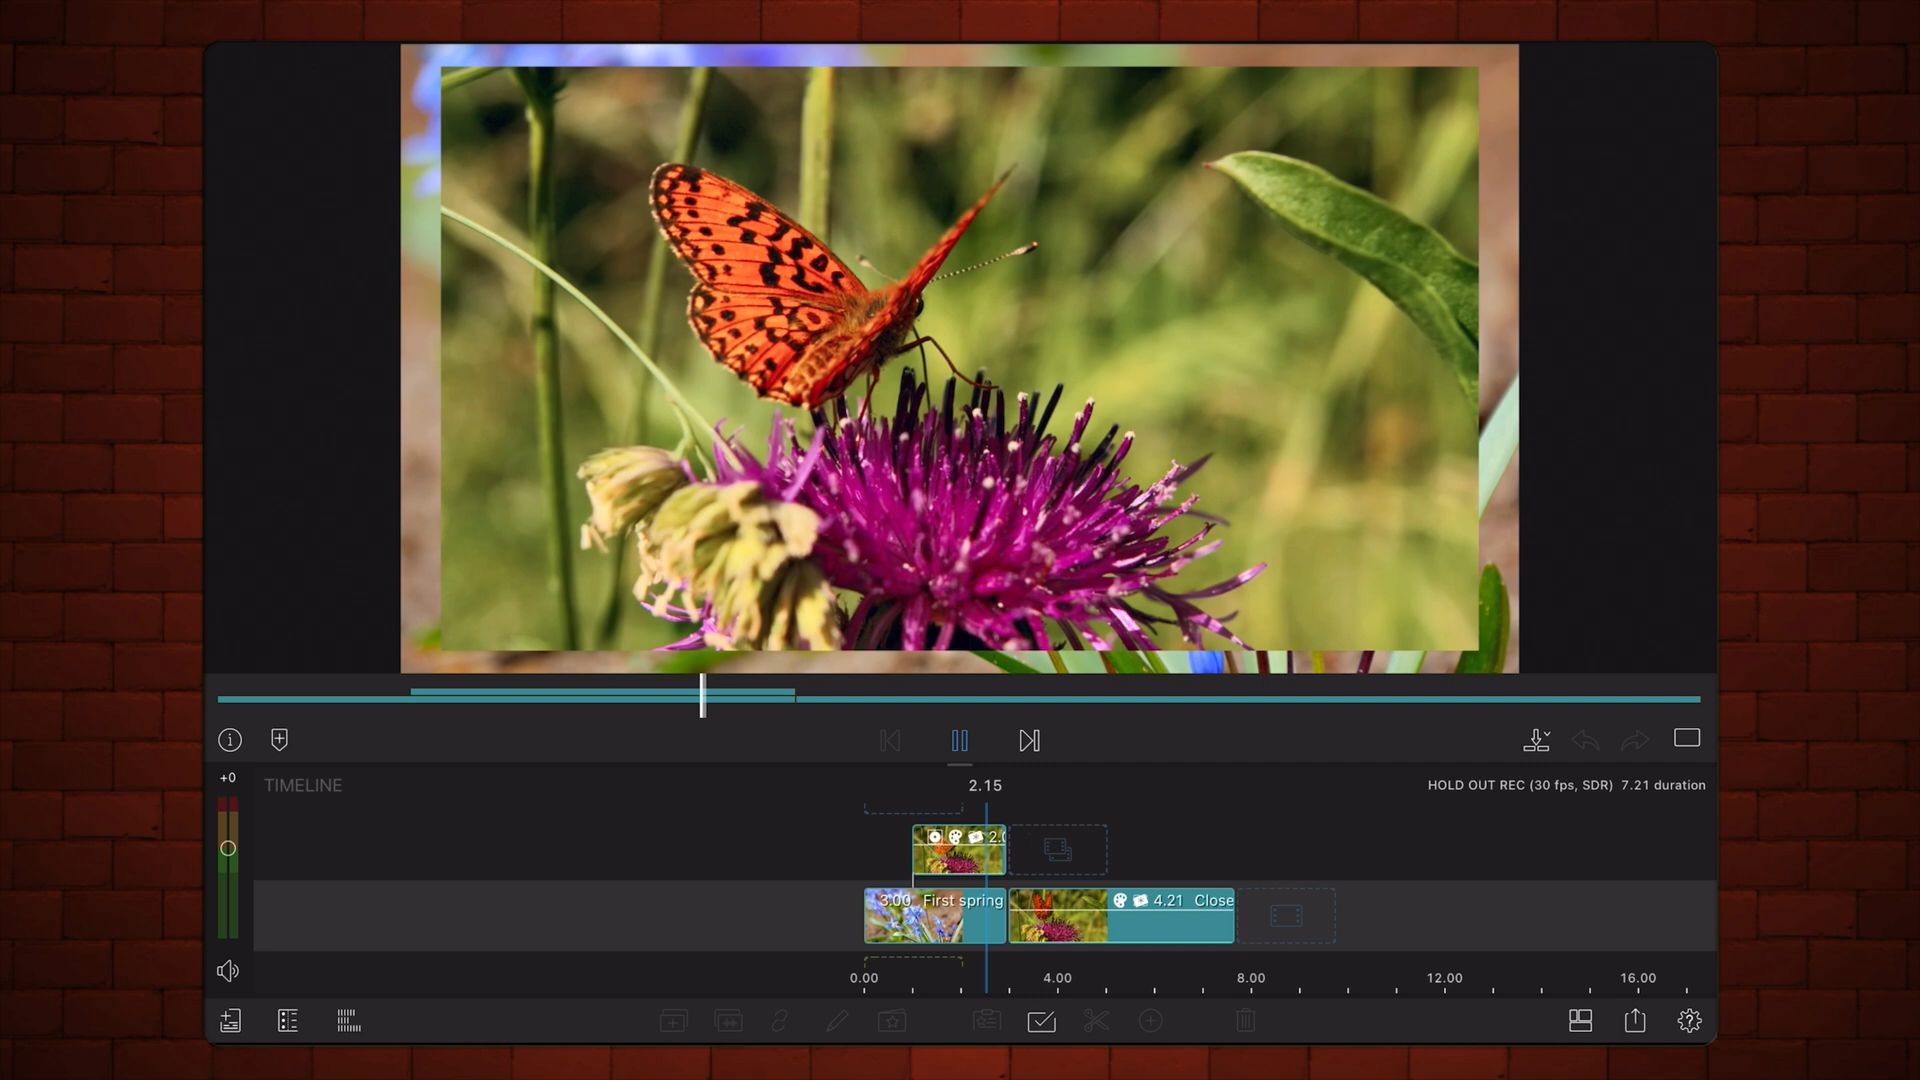 +0
TIMELINE
2.15
HOLD OUT REC (30 fps, SDR) 7.21 duration
3.00 First spring
4.21 Close
0.00
4.00
8.00
12.00
16.00